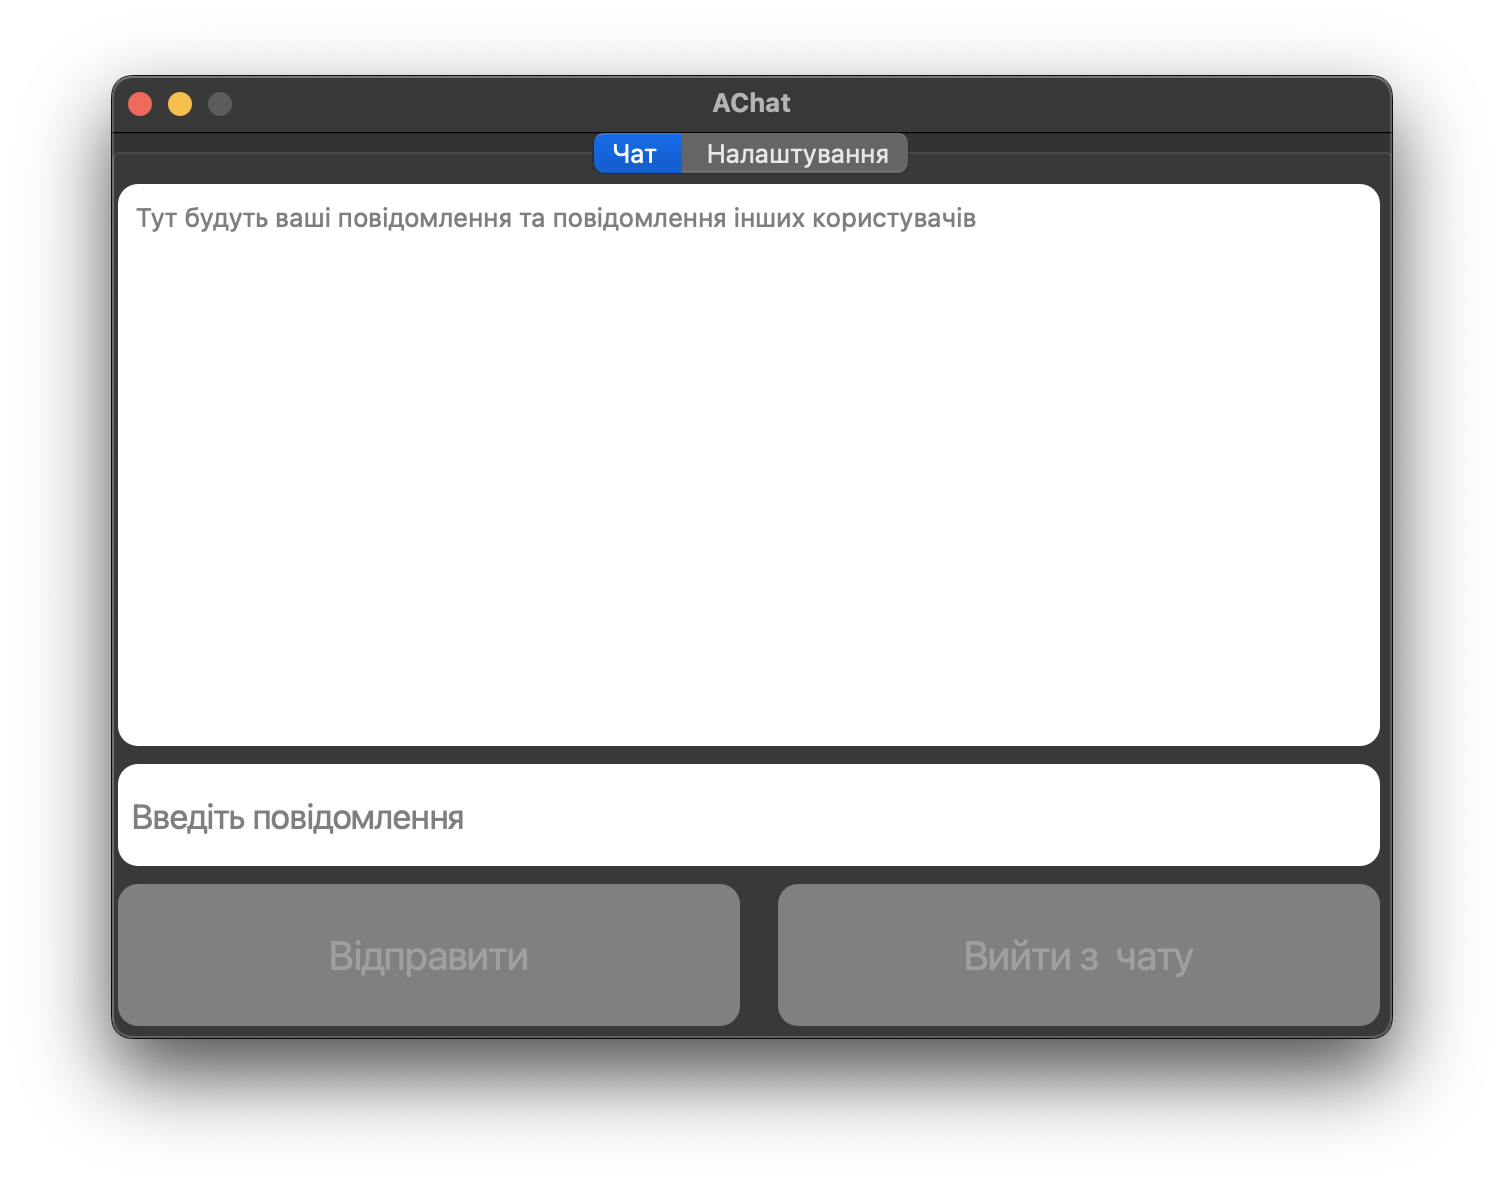 AChat
Чат Налаштування
Тут будуть ваші повідомлення та повідомлення інших користувачів
Введіть повідомлення
Відправити Вийти з  чату